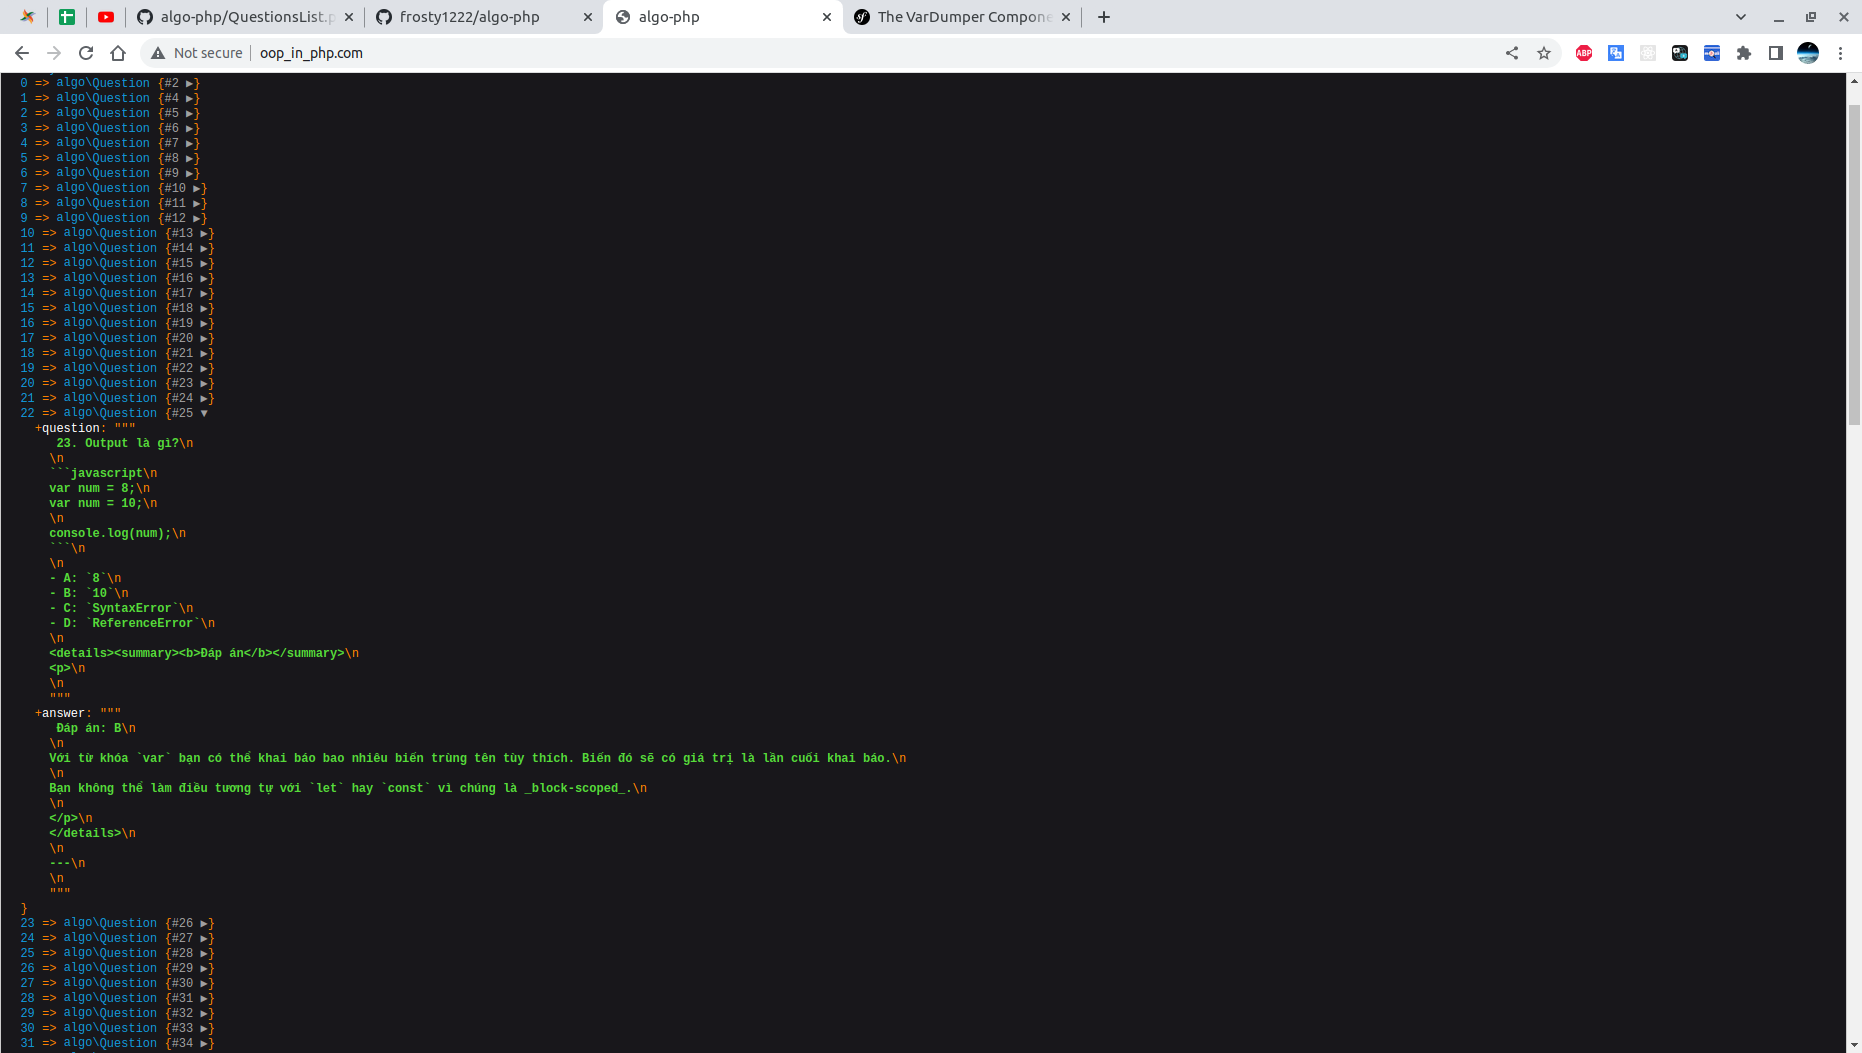 algo-php/QuestionsList.p
frosty1222/algo-php
algo-php
The VarDumper Compone
Not secure
oop_in_php.com
0 => algo\Question {#2 ▶}
1 => algo\Question {#4 ▶}
2 => algo\Question {#5 ▶}
3 => algo\Question {#6 ▶}
4 => algo\Question {#7 ▶}
5 => algo\Question {#8 ▶}
6 => algo\Question {#9 ▶}
7 => algo\Question {#10 ▶}
8 => algo\Question {#11 ▶}
9 => algo\Question {#12 ▶}
10 => algo\Question {#13 ▶}
11 => algo\Question {#14 ▶}
12 => algo\Question {#15 ▶}
13 => algo\Question {#16 ▶}
14 => algo\Question {#17 ▶}
15 => algo\Question {#18 ▶}
16 => algo\Question {#19 ▶}
17 => algo\Question {#20 ▶}
18 => algo\Question {#21 ▶}
19 => algo\Question {#22 ▶}
20 => algo\Question {#23 ▶}
21 => algo\Question {#24 ▶}
22 => algo\Question {#25 ▼
+question: """
23. Output là gì?\n
\n
```javascript\n
var num = 8;\n
var num = 10;\n
\n
console.log(num);\n
```\n
\n
- A: `8`\n
- B: `10`\n
- C: `SyntaxError`\n
- D: `ReferenceError`\n
\n
<details><summary><b>Đáp án</b></summary>\n
<p>\n
\n
"""
+answer: """
Đáp án: B\n
\n
Với từ khóa `var` bạn có thể khai báo bao nhiêu biến trùng tên tùy thích. Biến đó sẽ có giá trị là lần cuối khai báo.\n
\n
Bạn không thể làm điều tương tự với `let` hay `const` vì chúng là _block-scoped_.\n
\n
</p>\n
</details>\n
\n
---\n
\n
"""
}
23 => algo\Question {#26 ▶}
24 => algo\Question {#27 ▶}
25 => algo\Question {#28 ▶}
26 => algo\Question {#29 ▶}
27 => algo\Question {#30 ▶}
28 => algo\Question {#31 ▶}
29 => algo\Question {#32 ▶}
30 => algo\Question {#33 ▶}
31 => algo\Question {#34 ▶}
ABP